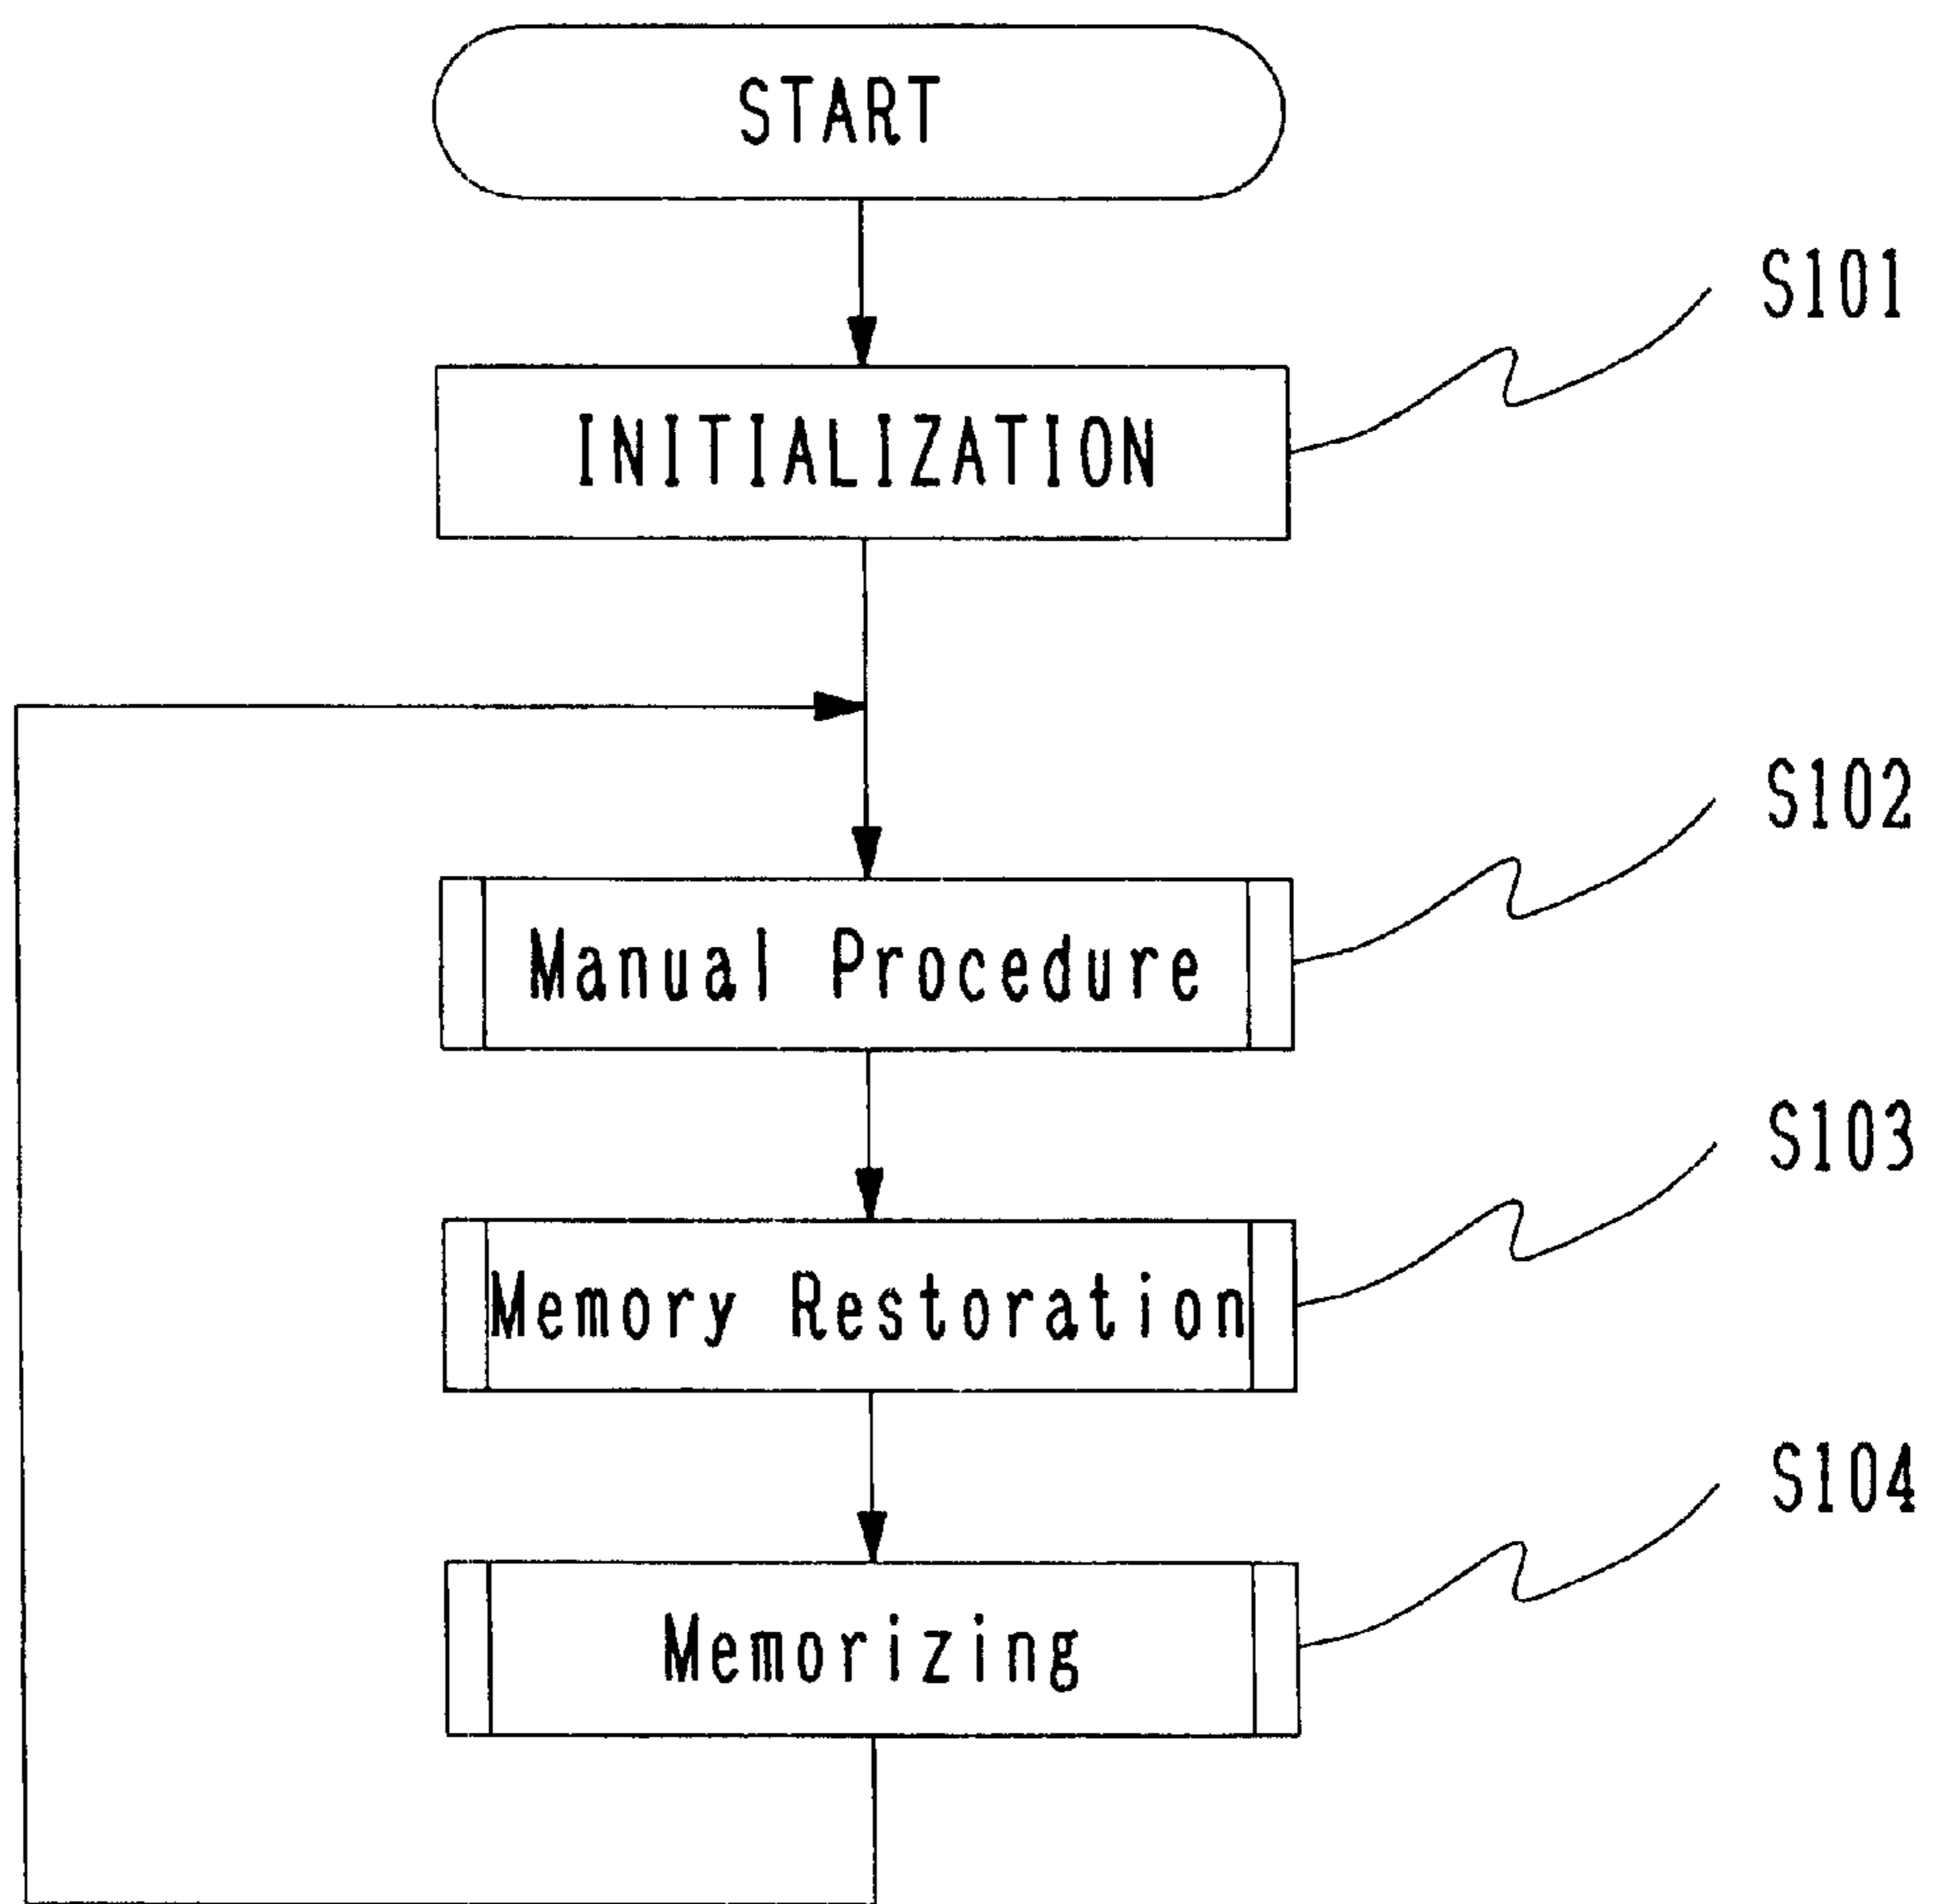 START
S101
INITIALIZATION
S102
Manual Procedure
S103
Memory Restoration
S104
Memorizing